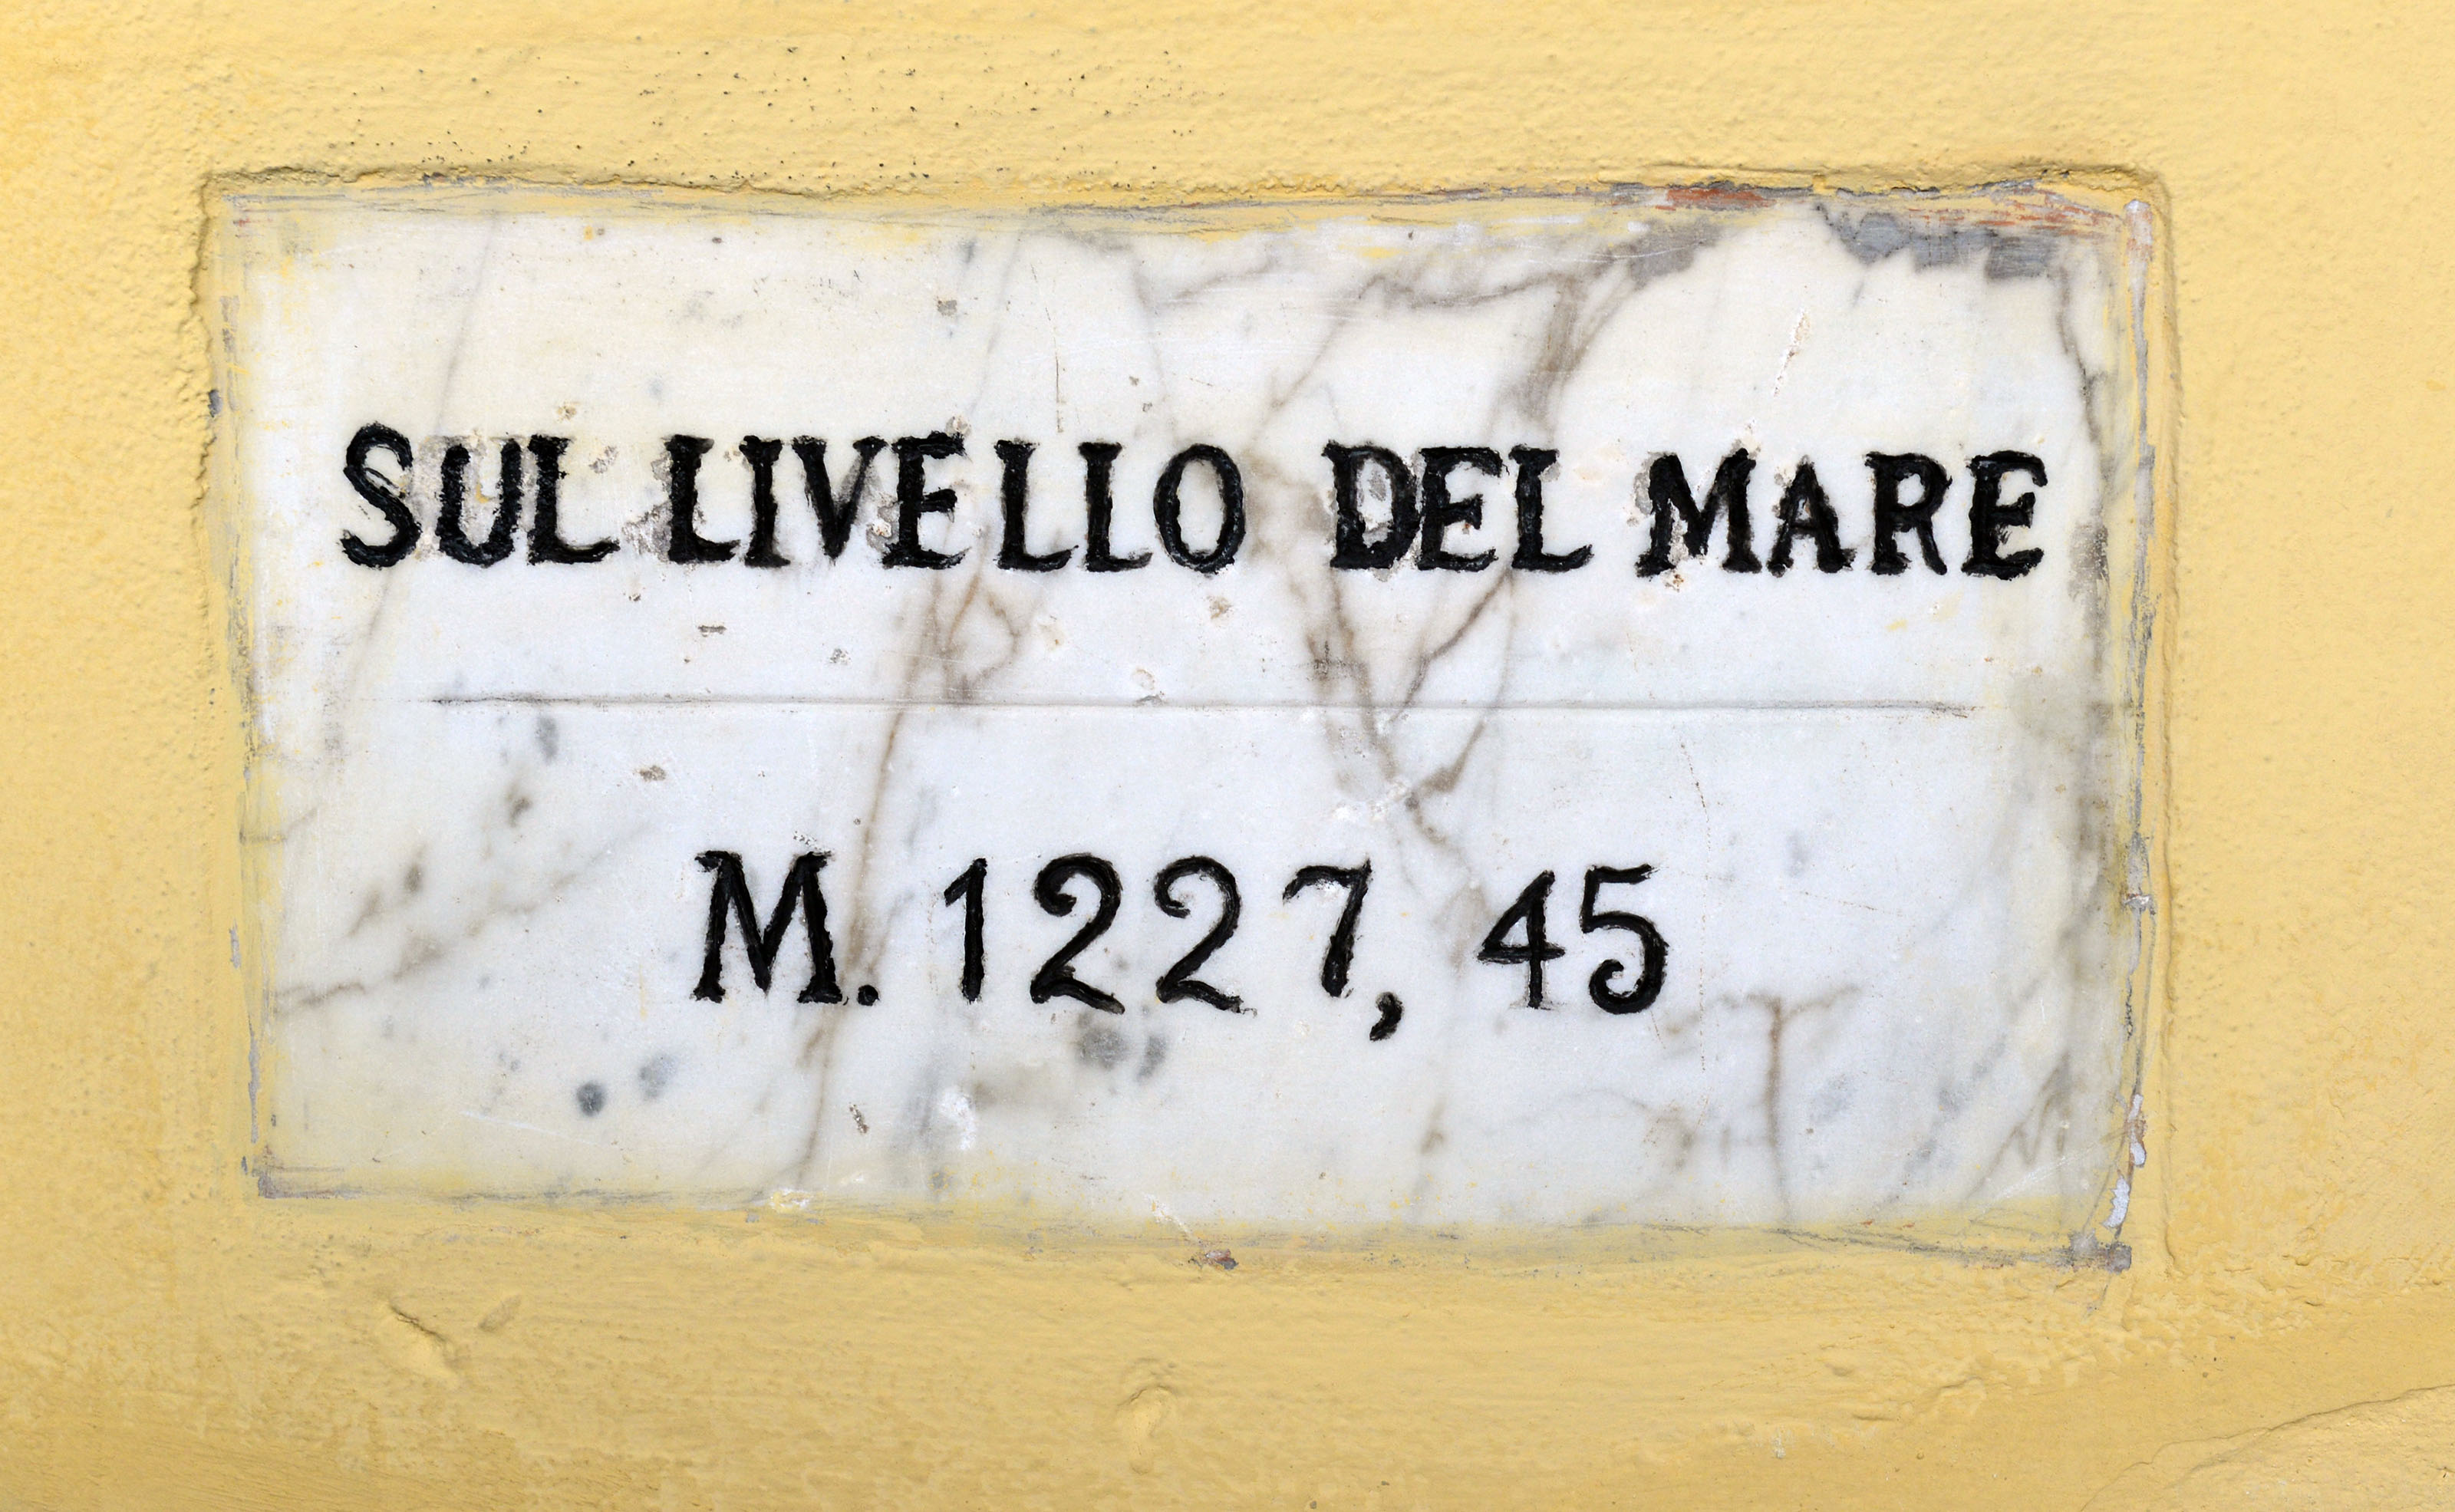 SUL LIVELLO DEL MARE
M. 1227, 45